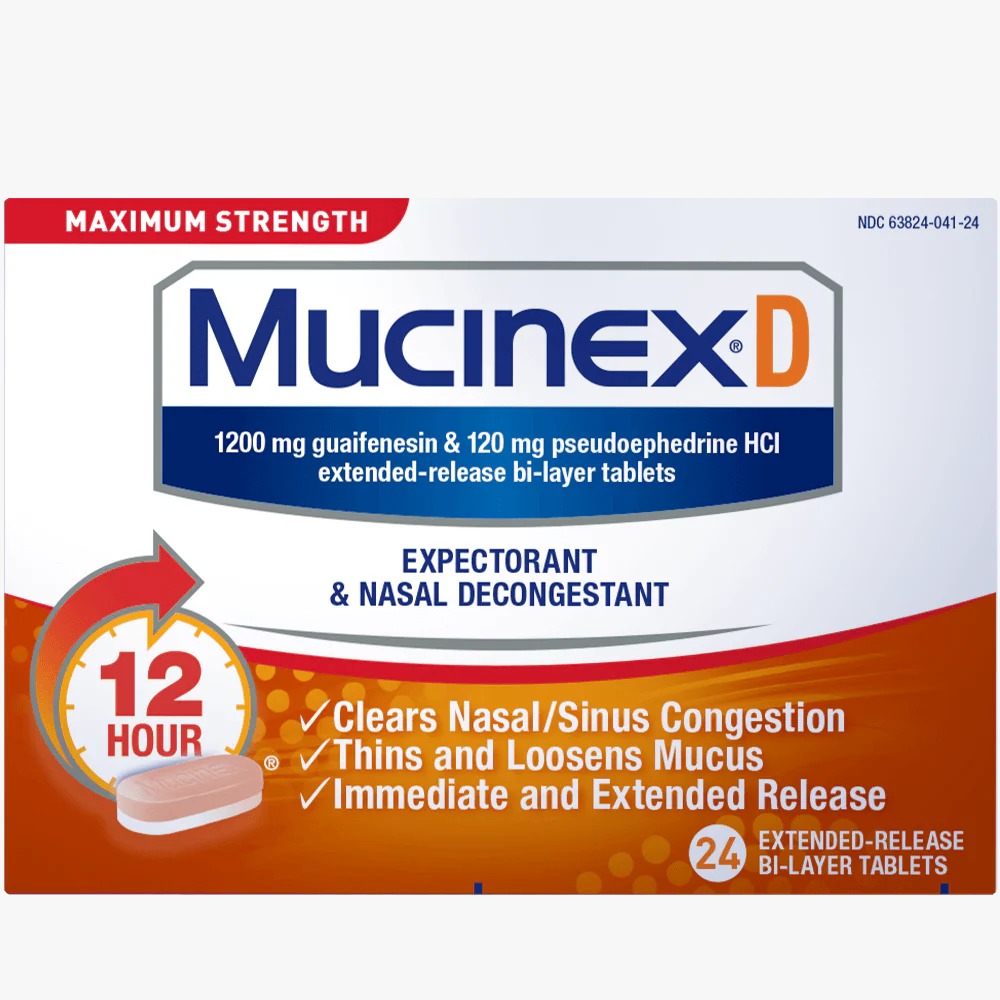 MAXIMUM STRENGTH
NDC 63824-041-24
Mucinex® D
1200 mg guaifenesin & 120 mg pseudoephedrine HCl
extended-release bi-layer tablets
EXPECTORANT
& NASAL DECONGESTANT
12
HOUR
®
✓Clears Nasal/Sinus Congestion
✓Thins and Loosens Mucus
✓Immediate and Extended Release
24 EXTENDED-RELEASE
BI-LAYER TABLETS